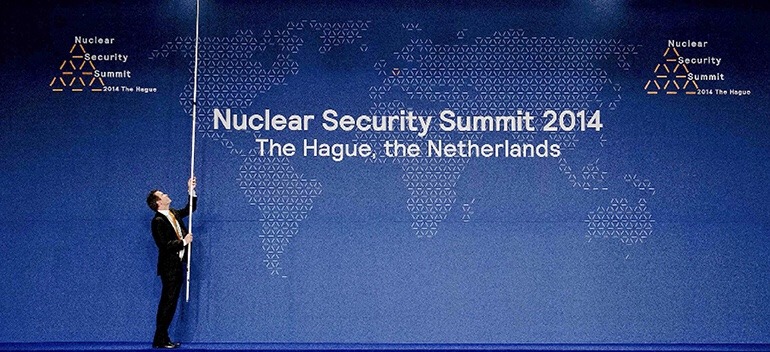 Nuclear
Security
Summit
2014 The Hague
Nuclear Security Summit 2014
The Hague, the Netherlands
Nuclear
Security
Summit
2014 The Hague